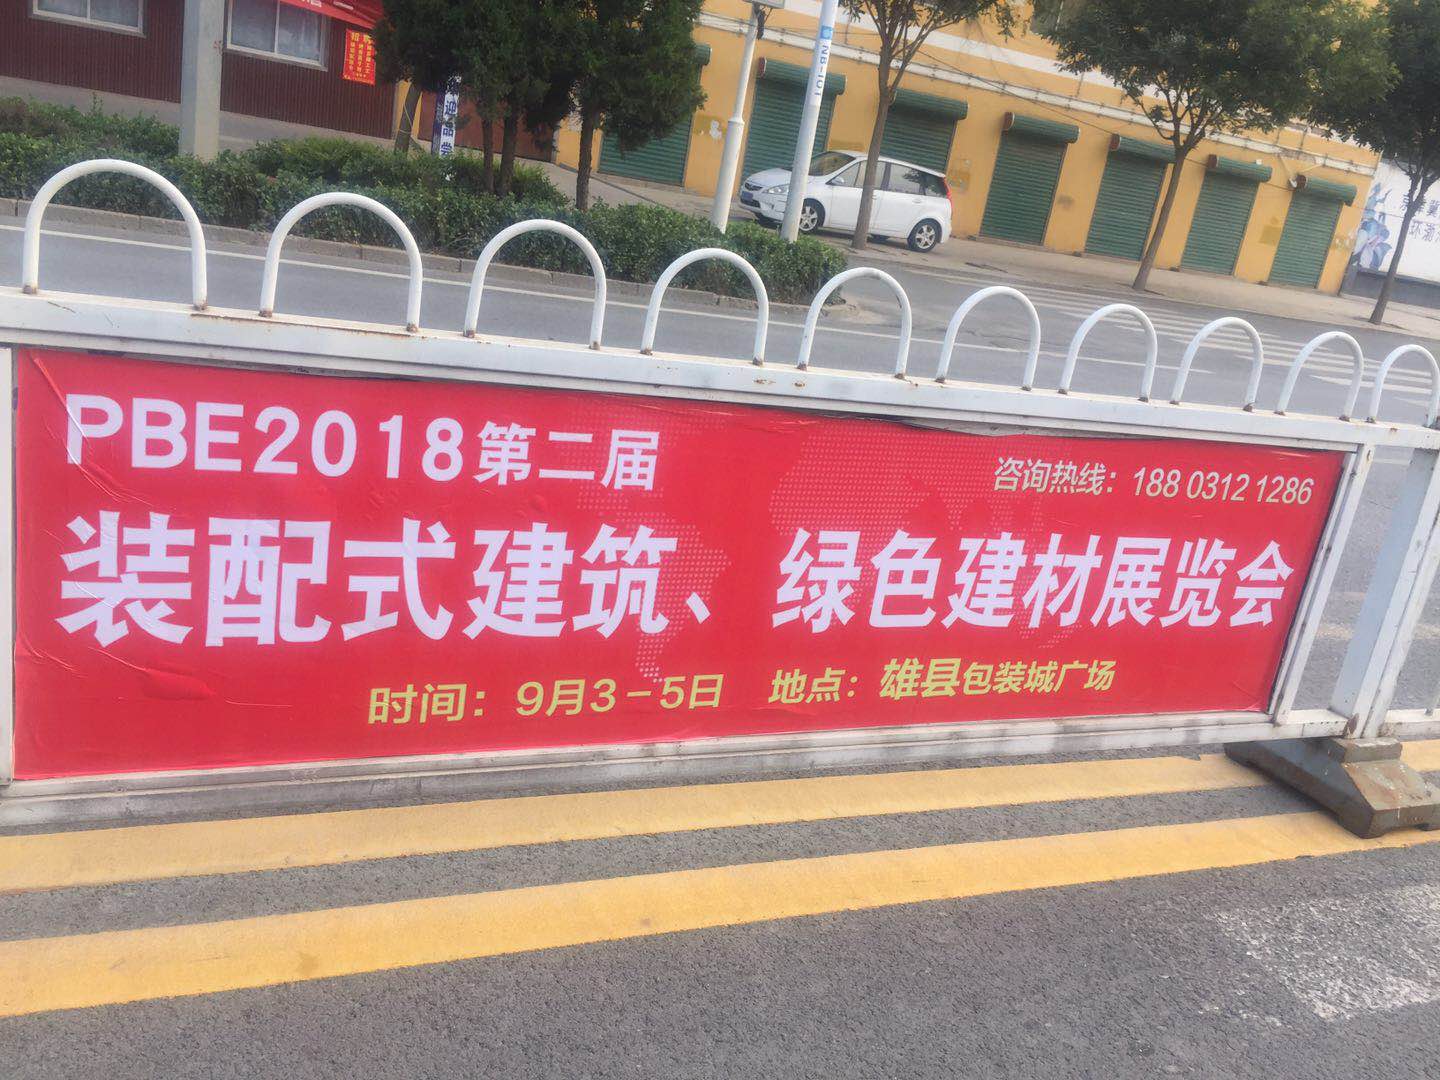 PBE2018第二届
咨询热线：188 0312 1286
装配式建筑、绿色建材展览会
时间：9月3-5日 地点：雄县包装城广场